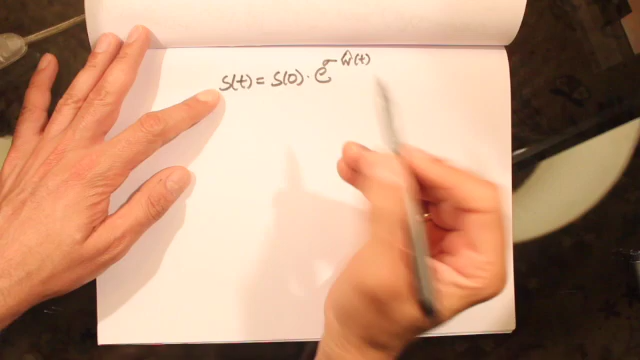 S(t) = S(0) · e^{σ Ŵ(t)}